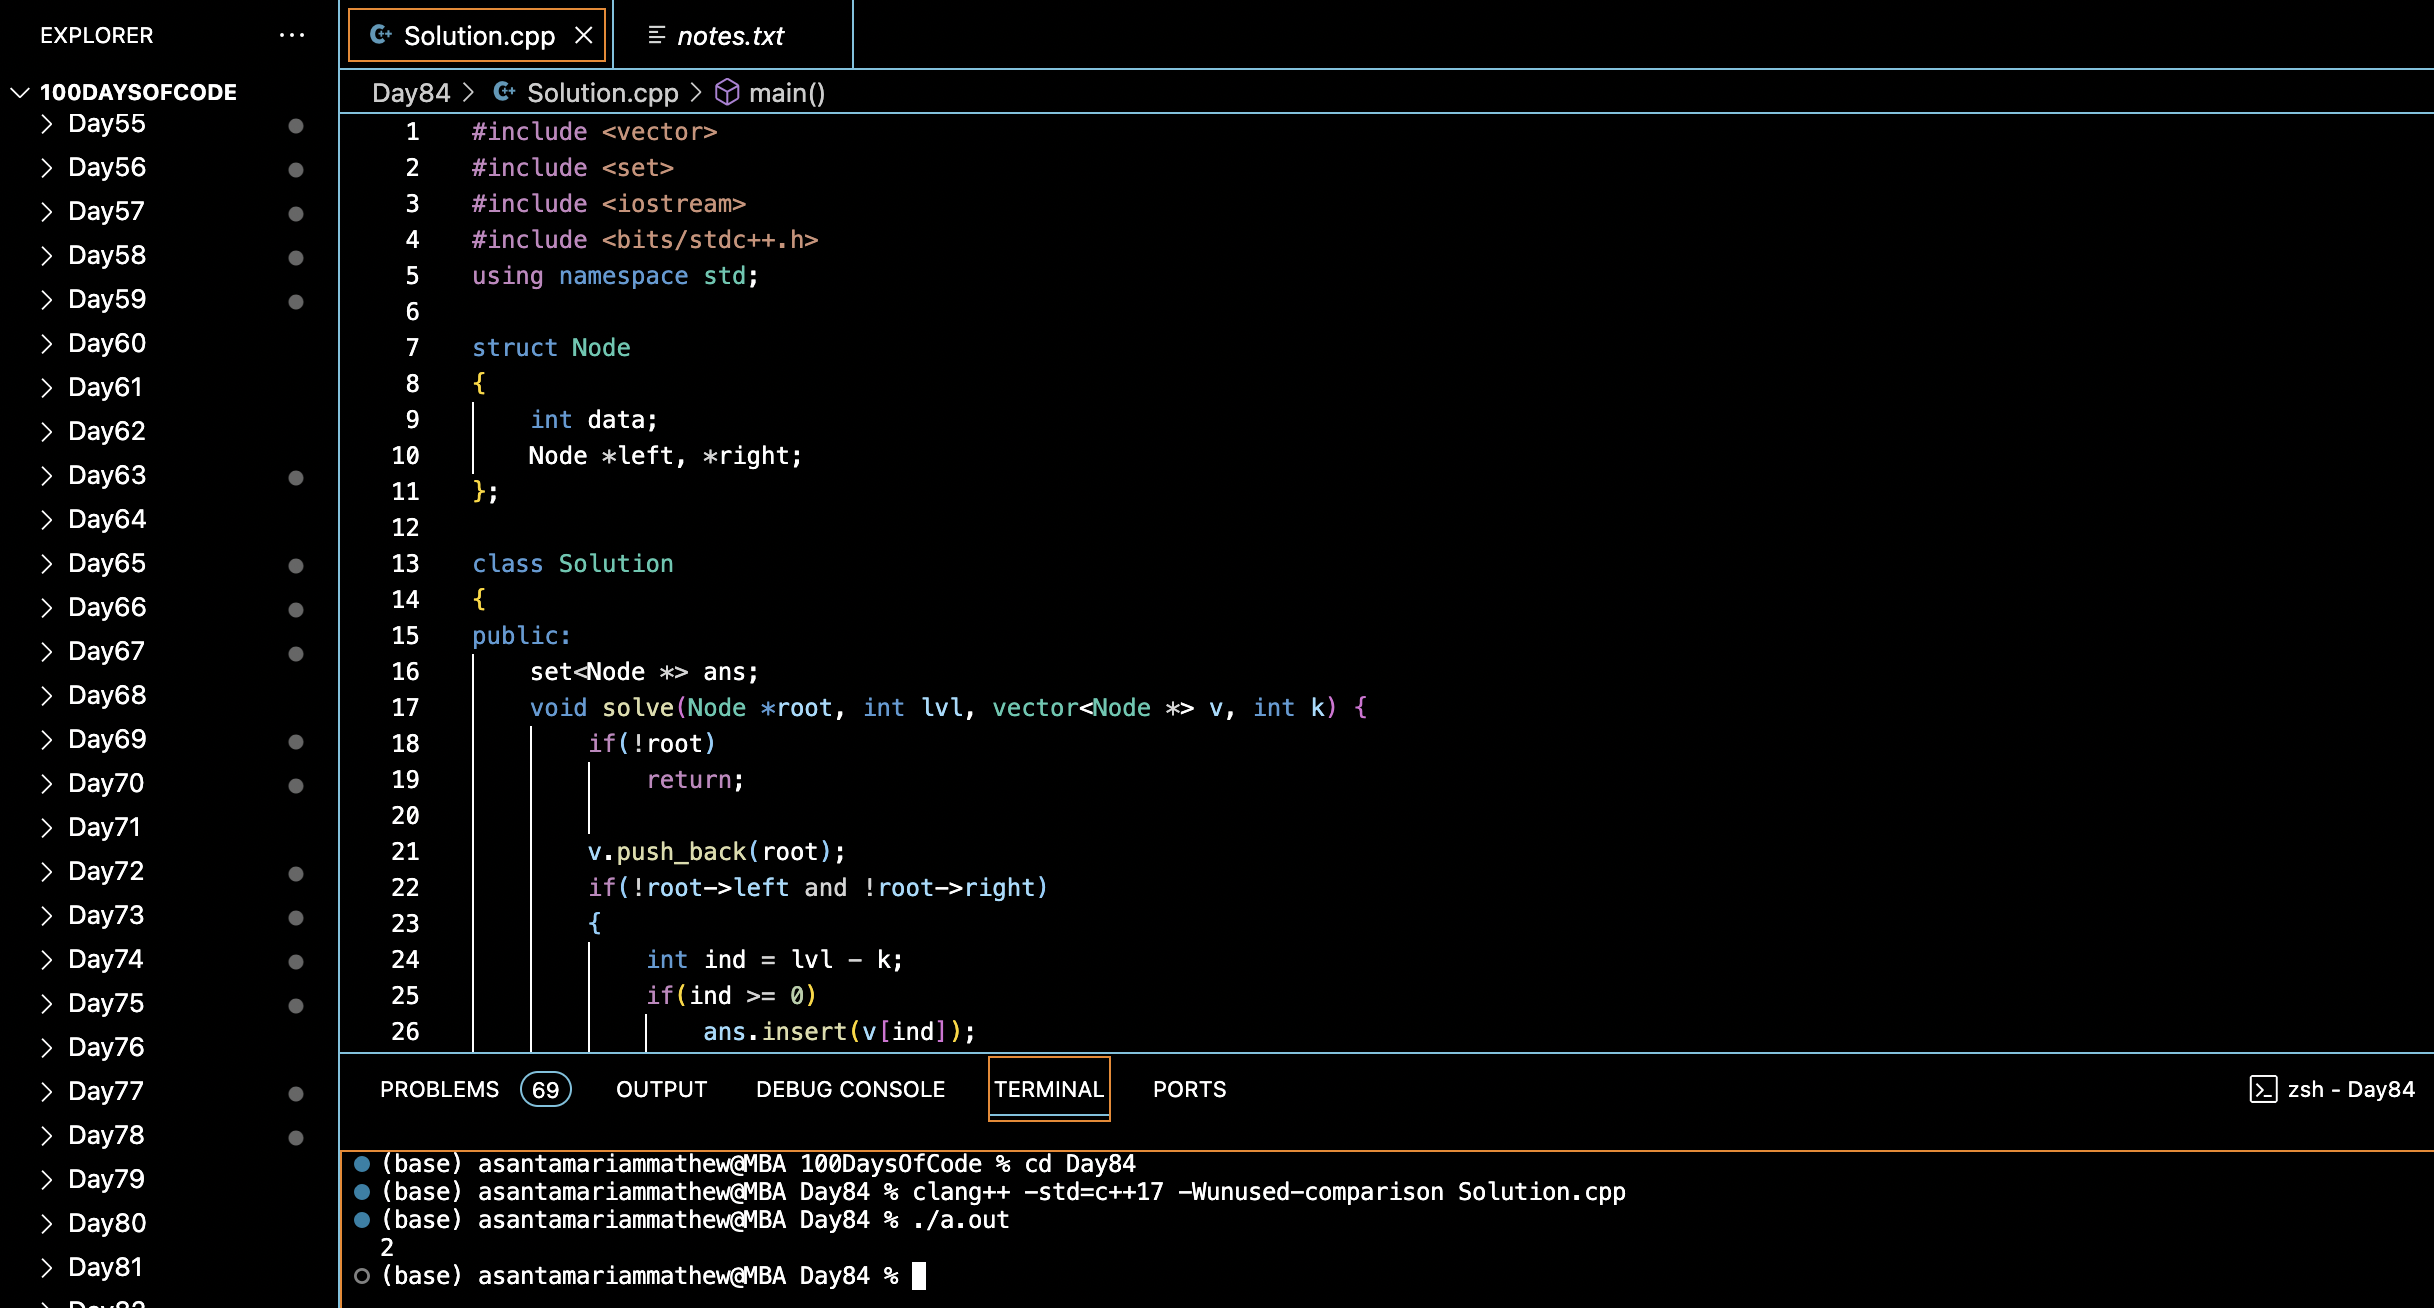 EXPLORER ...
100DAYSOFCODE
Day55
Day56
Day57
Day58
Day59
Day60
Day61
Day62
Day63
Day64
Day65
Day66
Day67
Day68
Day69
Day70
Day71
Day72
Day73
Day74
Day75
Day76
Day77
Day78
Day79
Day80
Day81
Solution.cpp
notes.txt
Day84 > Solution.cpp > main()
1 #include <vector>
2 #include <set>
3 #include <iostream>
4 #include <bits/stdc++.h>
5 using namespace std;
6
7 struct Node
8 {
9     int data;
10     Node *left, *right;
11 };
12
13 class Solution
14 {
15 public:
16     set<Node *> ans;
17     void solve(Node *root, int lvl, vector<Node *> v, int k) {
18         if(!root)
19             return;
20
21         v.push_back(root);
22         if(!root->left and !root->right)
23         {
24             int ind = lvl - k;
25             if(ind >= 0)
26                 ans.insert(v[ind]);
PROBLEMS 69 OUTPUT DEBUG CONSOLE TERMINAL PORTS zsh - Day84
(base) asantamariammathew@MBA 100DaysOfCode % cd Day84
(base) asantamariammathew@MBA Day84 % clang++ -std=c++17 -Wunused-comparison Solution.cpp
(base) asantamariammathew@MBA Day84 % ./a.out
2
(base) asantamariammathew@MBA Day84 %